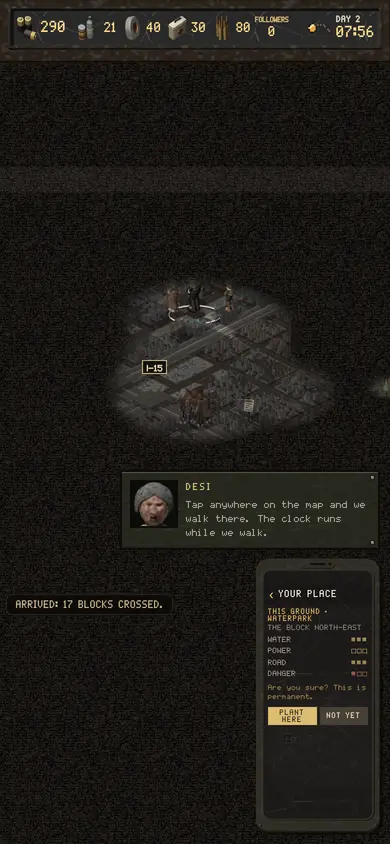 290 21 40 30 80 FOLLOWERS 0 DAY 2 07:56
I-15
DESI
Tap anywhere on the map and we
walk there. The clock runs
while we walk.
ARRIVED: 17 BLOCKS CROSSED.
‹ YOUR PLACE
THIS GROUND ·
WATERPARK
THE BLOCK NORTH-EAST
WATER
POWER
ROAD
DANGER
Are you sure? This is
permanent.
PLANT
HERE
NOT YET